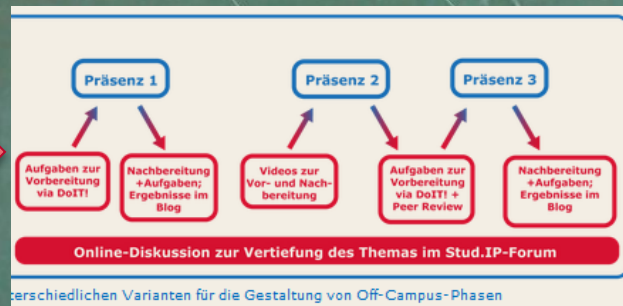 Präsenz 1
Präsenz 2
Präsenz 3
Aufgaben zur
Vorbereitung
via DoIT!
Nachbereitung
+Aufgaben;
Ergebnisse im
Blog
Videos zur
Vor- und Nach-
bereitung
Aufgaben zur
Vorbereitung
via DoIT! +
Peer Review
Nachbereitung
+Aufgaben;
Ergebnisse im
Blog
Online-Diskussion zur Vertiefung des Themas im Stud.IP-Forum
terschiedlichen Varianten für die Gestaltung von Off-Campus-Phasen